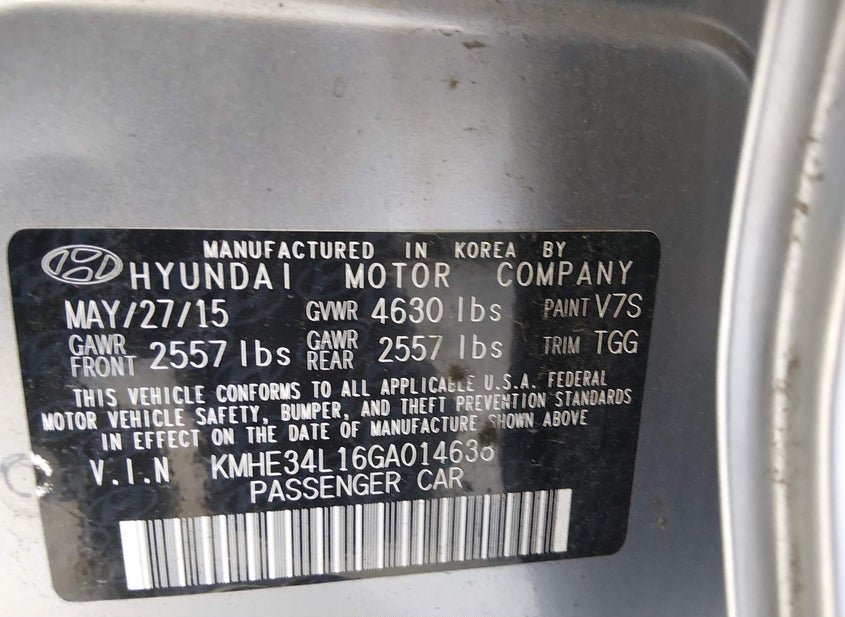 MANUFACTURED IN KOREA BY
HYUNDAI MOTOR COMPANY
MAY/27/15 GVWR 4630 lbs PAINT V7S
GAWR FRONT 2557 lbs GAWR REAR 2557 lbs TRIM TGG
THIS VEHICLE CONFORMS TO ALL APPLICABLE U.S.A. FEDERAL
MOTOR VEHICLE SAFETY, BUMPER, AND THEFT PREVENTION STANDARDS
IN EFFECT ON THE DATE OF MANUFACTURE SHOWN ABOVE
V.I.N
PASSENGER CAR